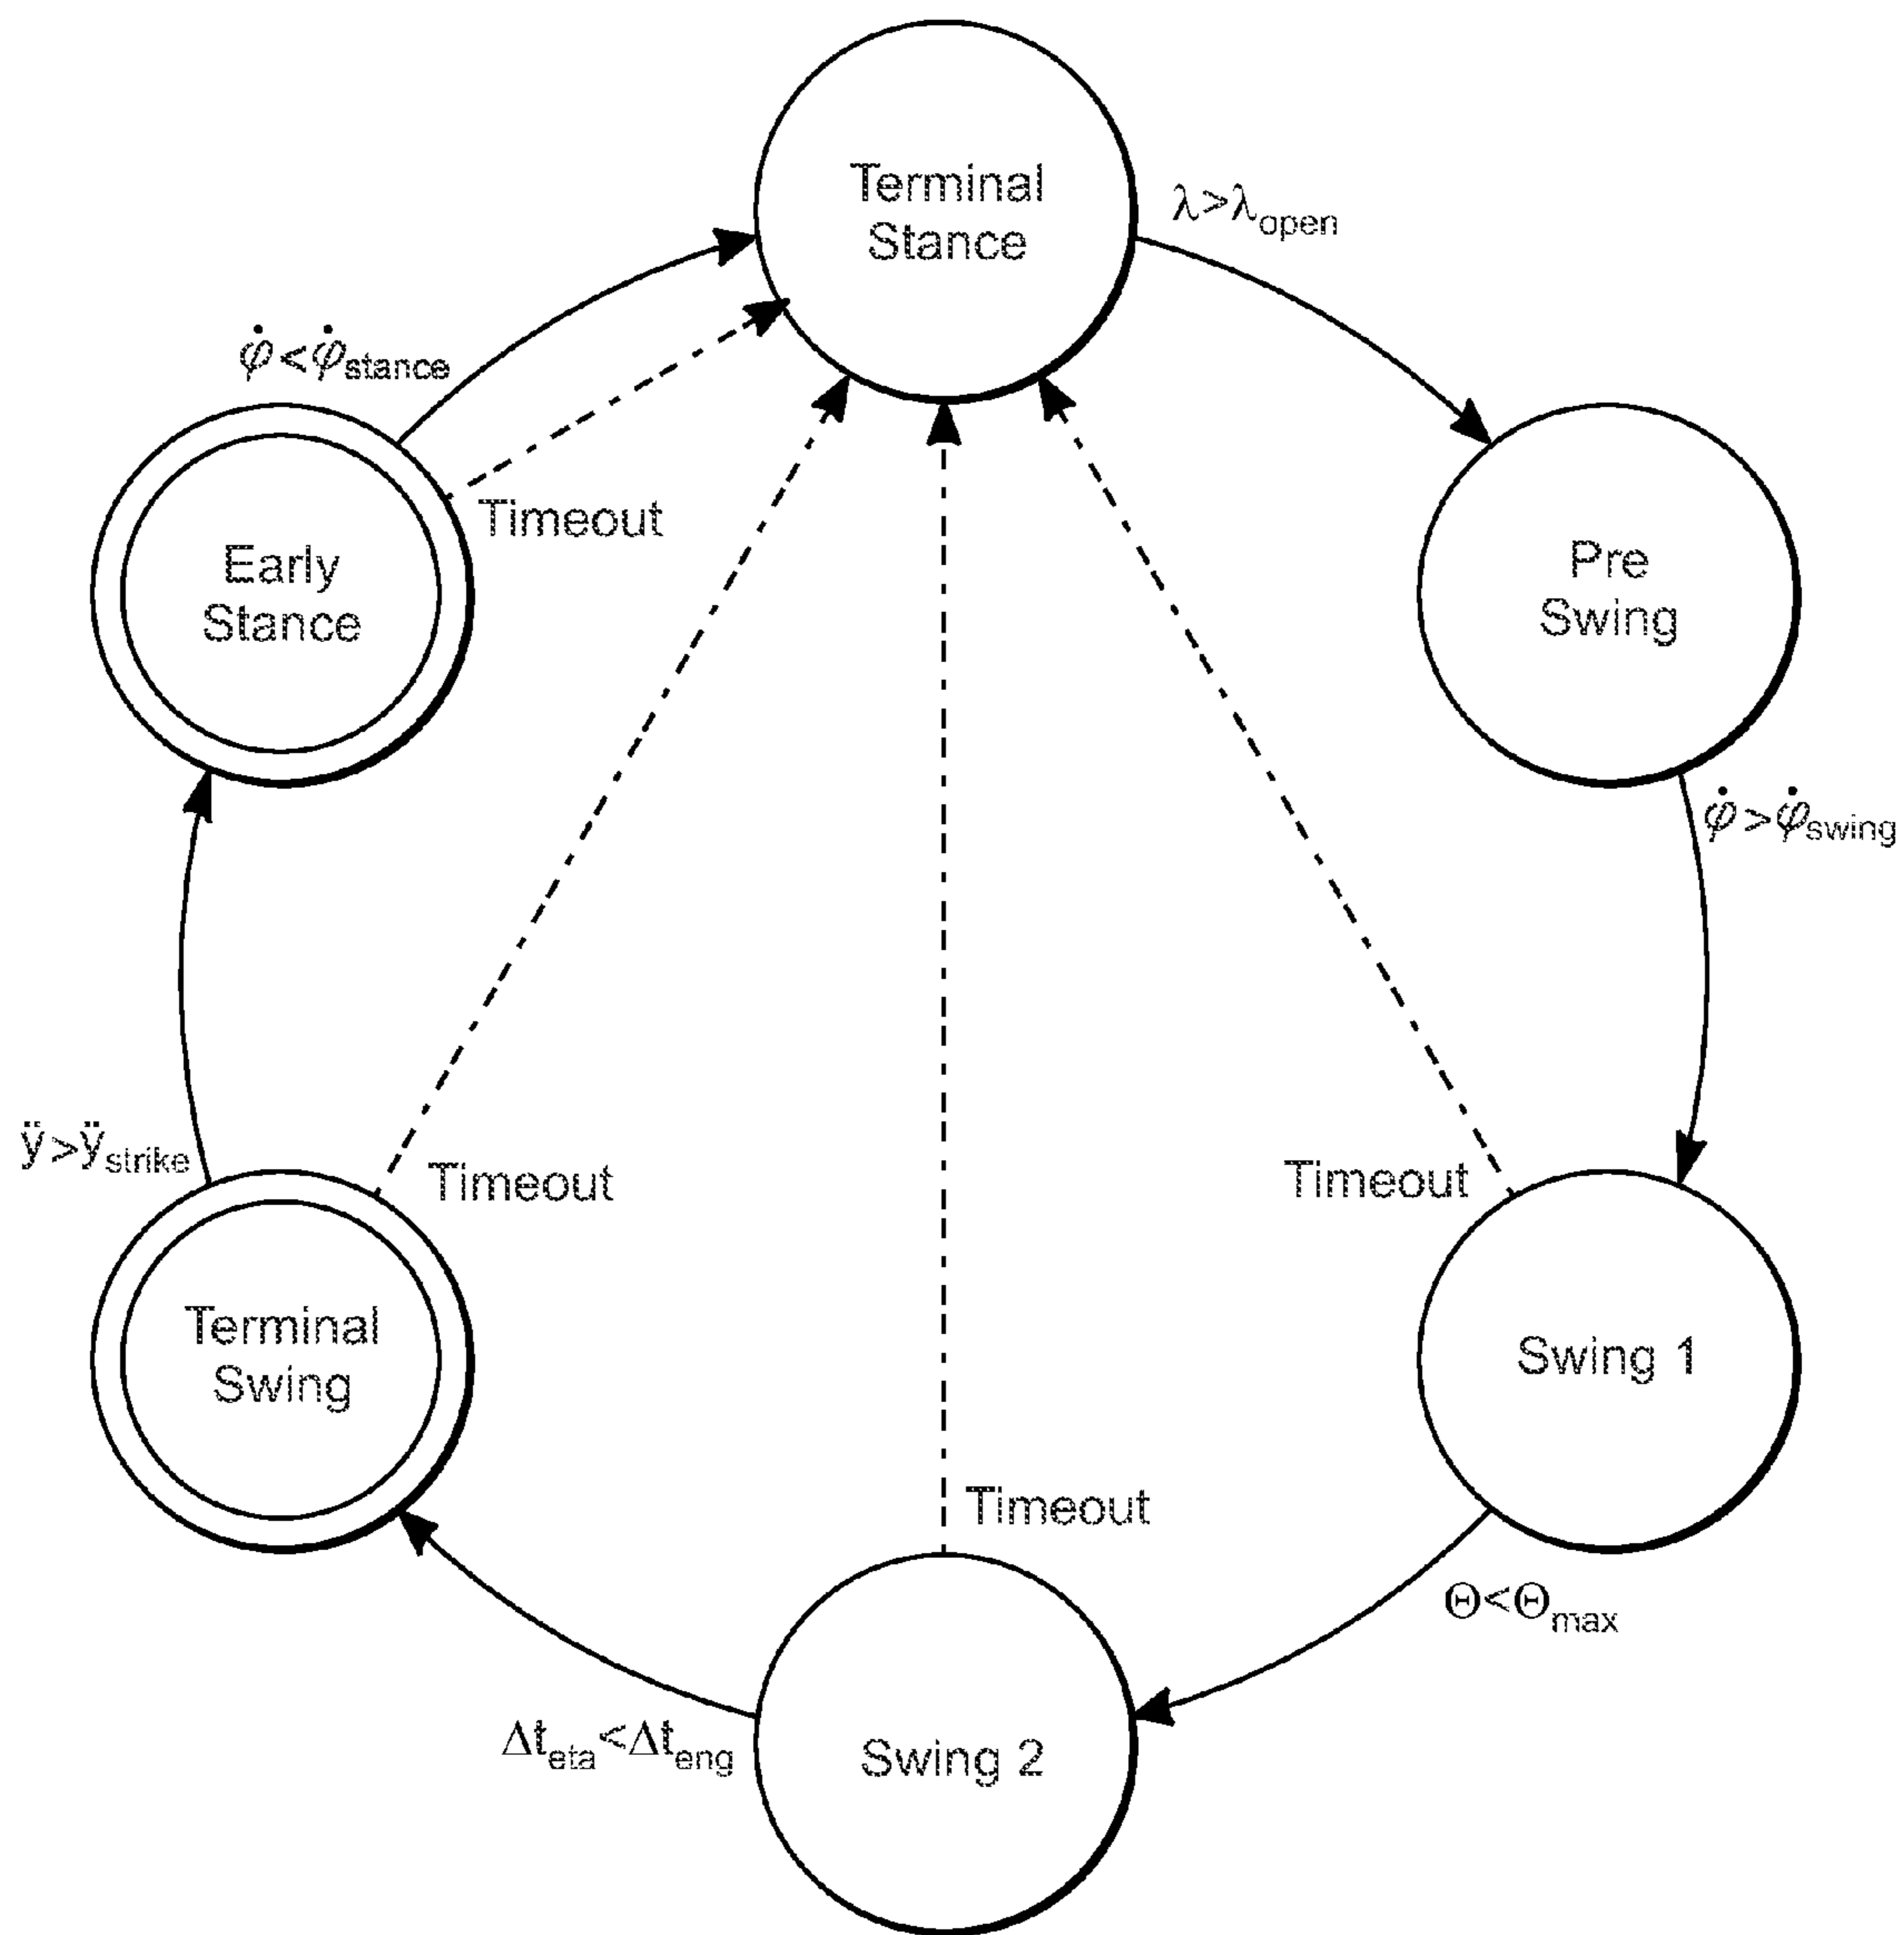 Terminal
Stance
λ>λopen
φ̇<φ̇stance
Timeout
Early
Stance
Pre
Swing
φ̇>φ̇swing
ÿ>ÿstrike
Timeout
Timeout
Terminal
Swing
Swing 1
Timeout
Θ<Θmax
Δteta<Δteng
Swing 2